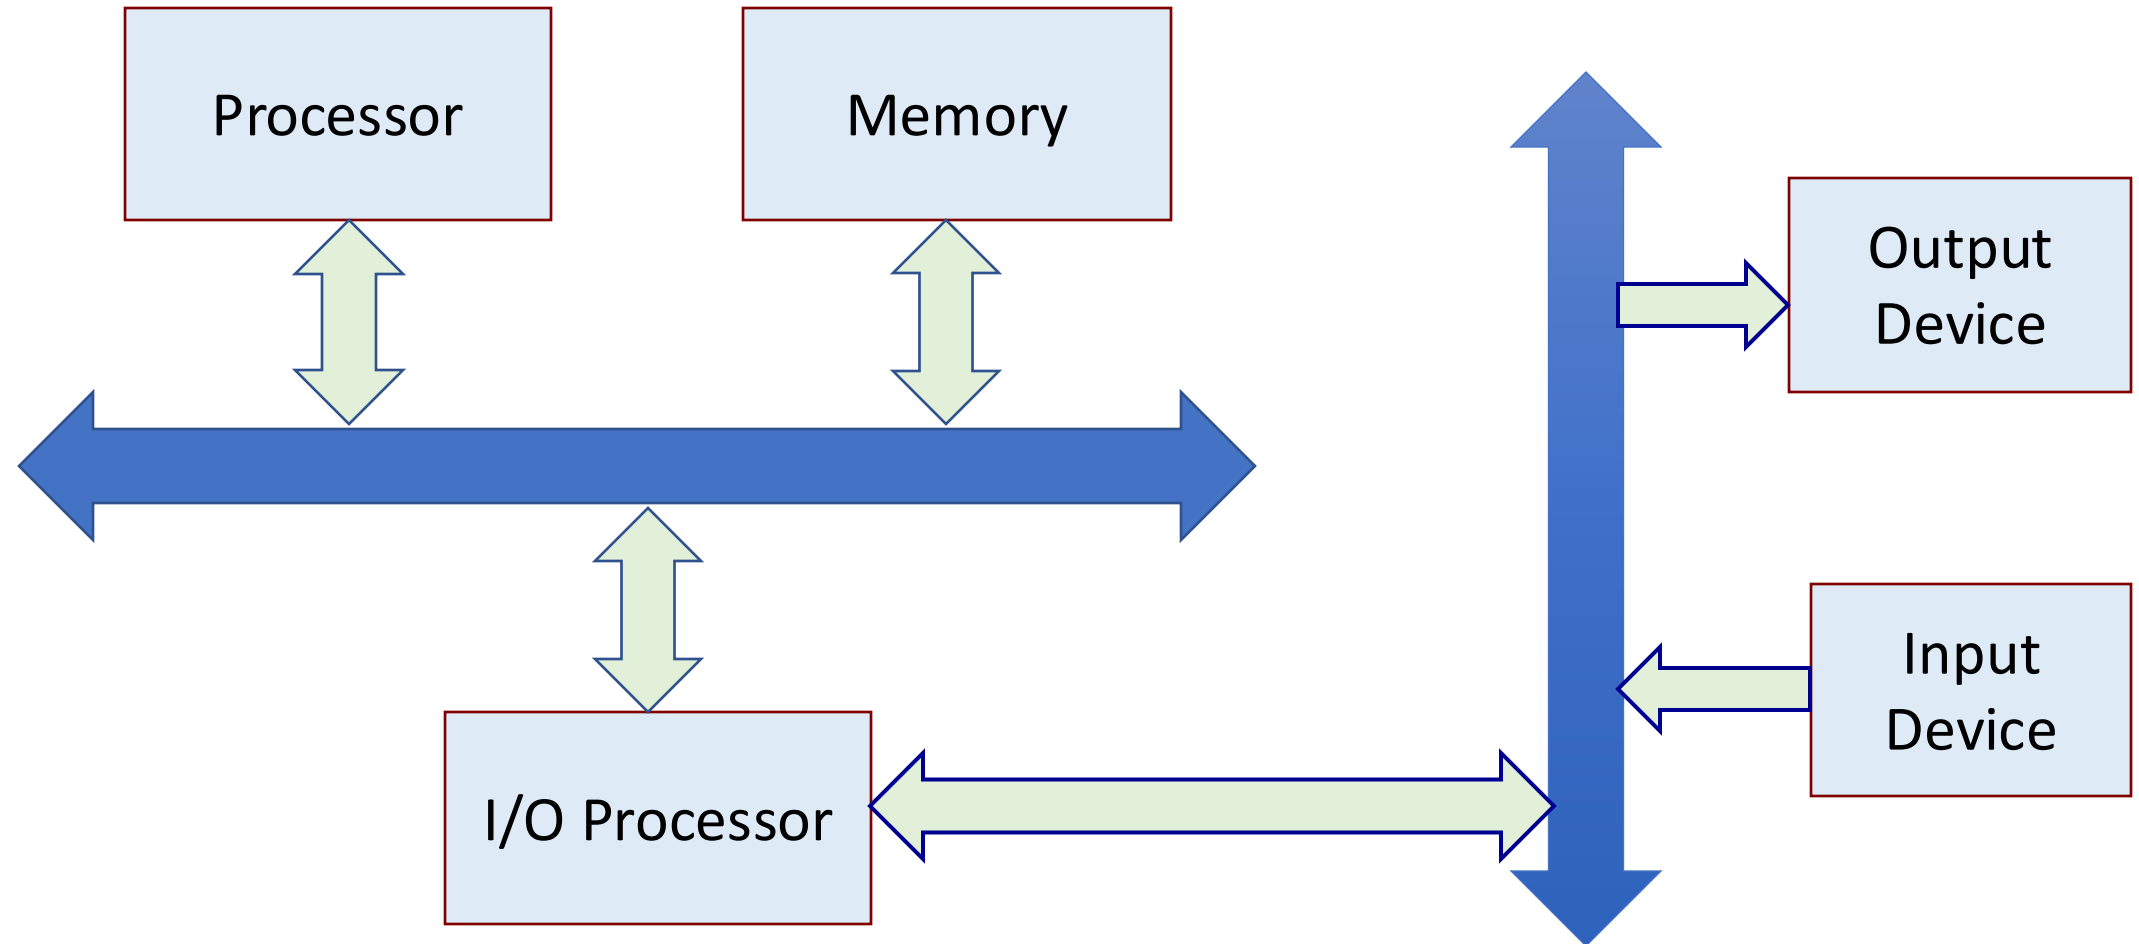 Processor
Memory
Output
Device
Input
Device
I/O Processor